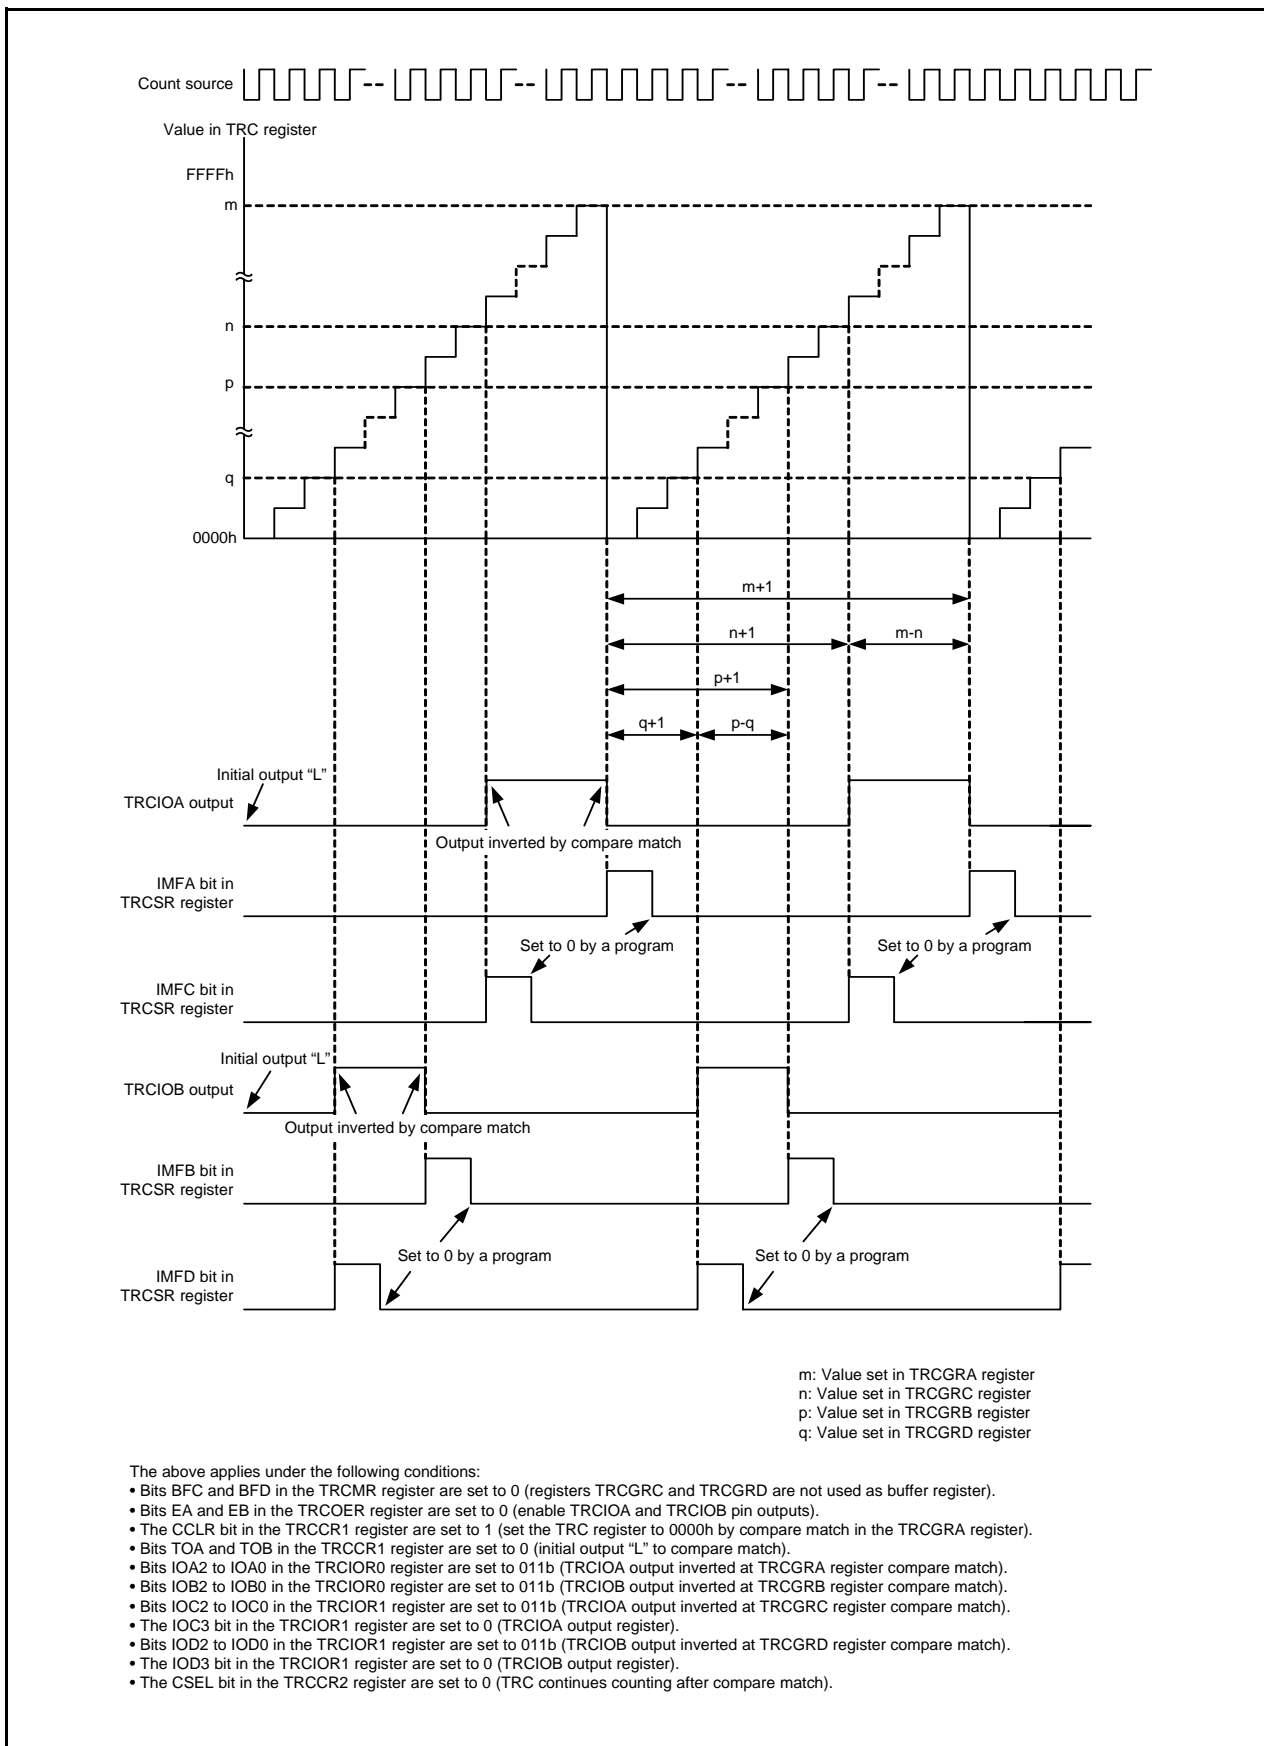 Count source
Value in TRC register
FFFFh
m
n
p
q
0000h
m+1
n+1
m-n
p+1
q+1
p-q
Initial output “L”
TRCIOA output
Output inverted by compare match
IMFA bit in
TRCSR register
Set to 0 by a program
Set to 0 by a program
IMFC bit in
TRCSR register
Initial output “L”
TRCIOB output
Output inverted by compare match
IMFB bit in
TRCSR register
Set to 0 by a program
Set to 0 by a program
IMFD bit in
TRCSR register
m: Value set in TRCGRA register
n: Value set in TRCGRC register
p: Value set in TRCGRB register
q: Value set in TRCGRD register
The above applies under the following conditions:
• Bits BFC and BFD in the TRCMR register are set to 0 (registers TRCGRC and TRCGRD are not used as buffer register).
• Bits EA and EB in the TRCOER register are set to 0 (enable TRCIOA and TRCIOB pin outputs).
• The CCLR bit in the TRCCR1 register are set to 1 (set the TRC register to 0000h by compare match in the TRCGRA register).
• Bits TOA and TOB in the TRCCR1 register are set to 0 (initial output “L” to compare match).
• Bits IOA2 to IOA0 in the TRCIOR0 register are set to 011b (TRCIOA output inverted at TRCGRA register compare match).
• Bits IOB2 to IOB0 in the TRCIOR0 register are set to 011b (TRCIOB output inverted at TRCGRB register compare match).
• Bits IOC2 to IOC0 in the TRCIOR1 register are set to 011b (TRCIOA output inverted at TRCGRC register compare match).
• The IOC3 bit in the TRCIOR1 register are set to 0 (TRCIOA output register).
• Bits IOD2 to IOD0 in the TRCIOR1 register are set to 011b (TRCIOB output inverted at TRCGRD register compare match).
• The IOD3 bit in the TRCIOR1 register are set to 0 (TRCIOB output register).
• The CSEL bit in the TRCCR2 register are set to 0 (TRC continues counting after compare match).